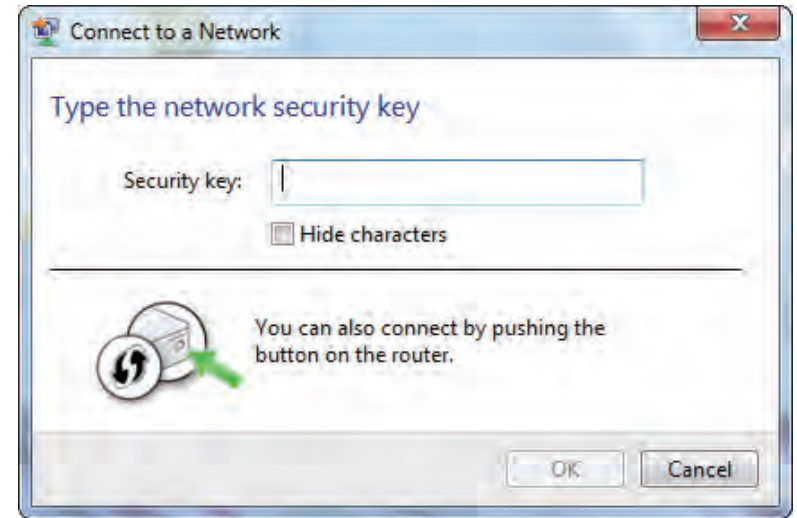 Connect to a Network
Type the network security key
Security key:
Hide characters
You can also connect by pushing the
button on the router.
OK
Cancel